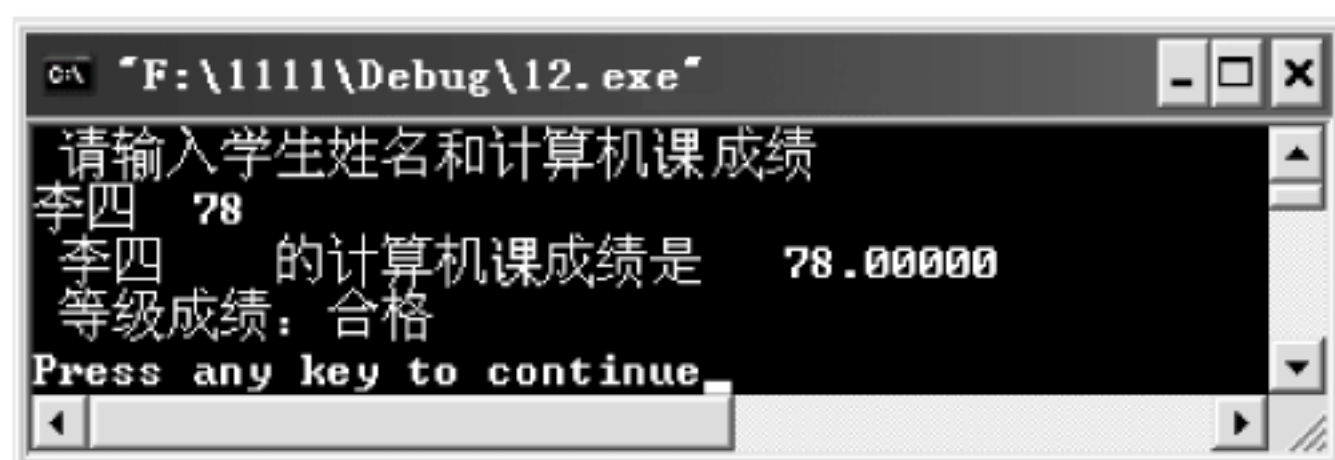 "F:\1111\Debug\12.exe"
请输入学生姓名和计算机课成绩
李四 78
李四 的计算机课成绩是 78.00000
等级成绩：合格
Press any key to continue